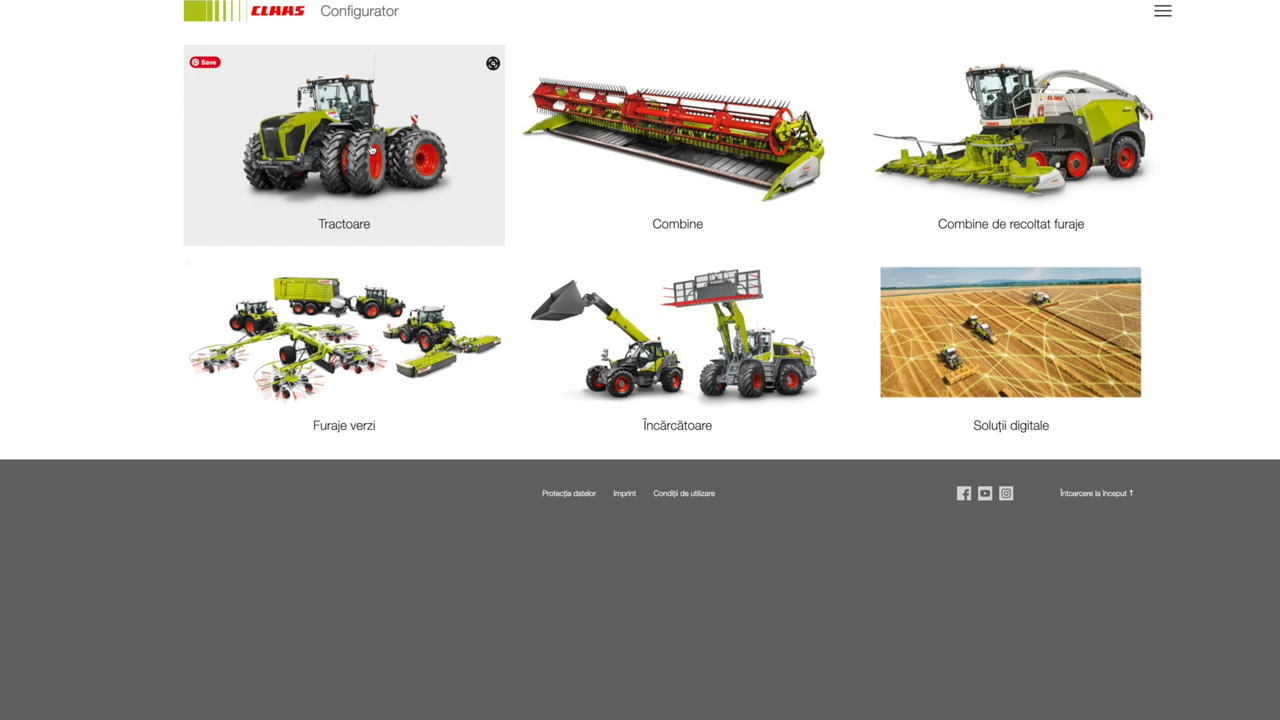 CLAAS Configurator
Save
Tractoare
Combine
Combine de recoltat furaje
Furaje verzi
Încărcătoare
Soluții digitale
Protecția datelor Imprint Condiții de utilizare
Întoarcere la început ↑